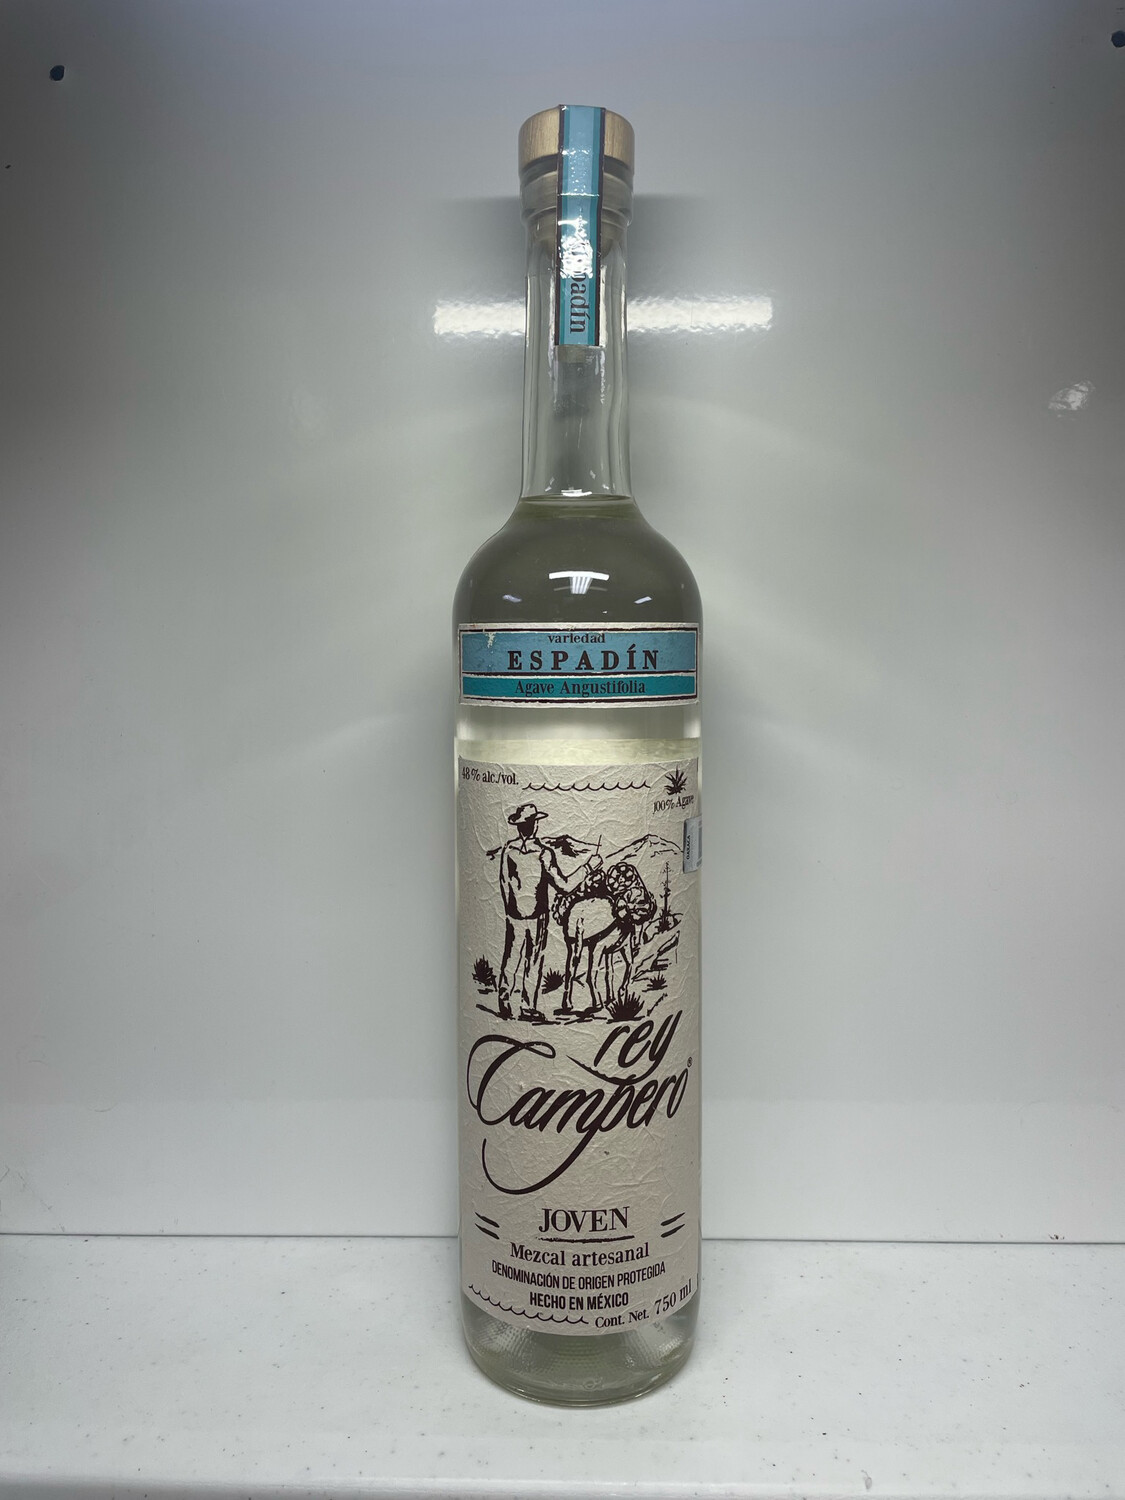 Espadín
variedad
ESPADÍN
Agave Angustifolia
48% alc./vol.
100% Agave
OAXACA
rey
Campero®
JOVEN
Mezcal artesanal
DENOMINACIÓN DE ORIGEN PROTEGIDA
HECHO EN MÉXICO
Cont. Net. 750 ml